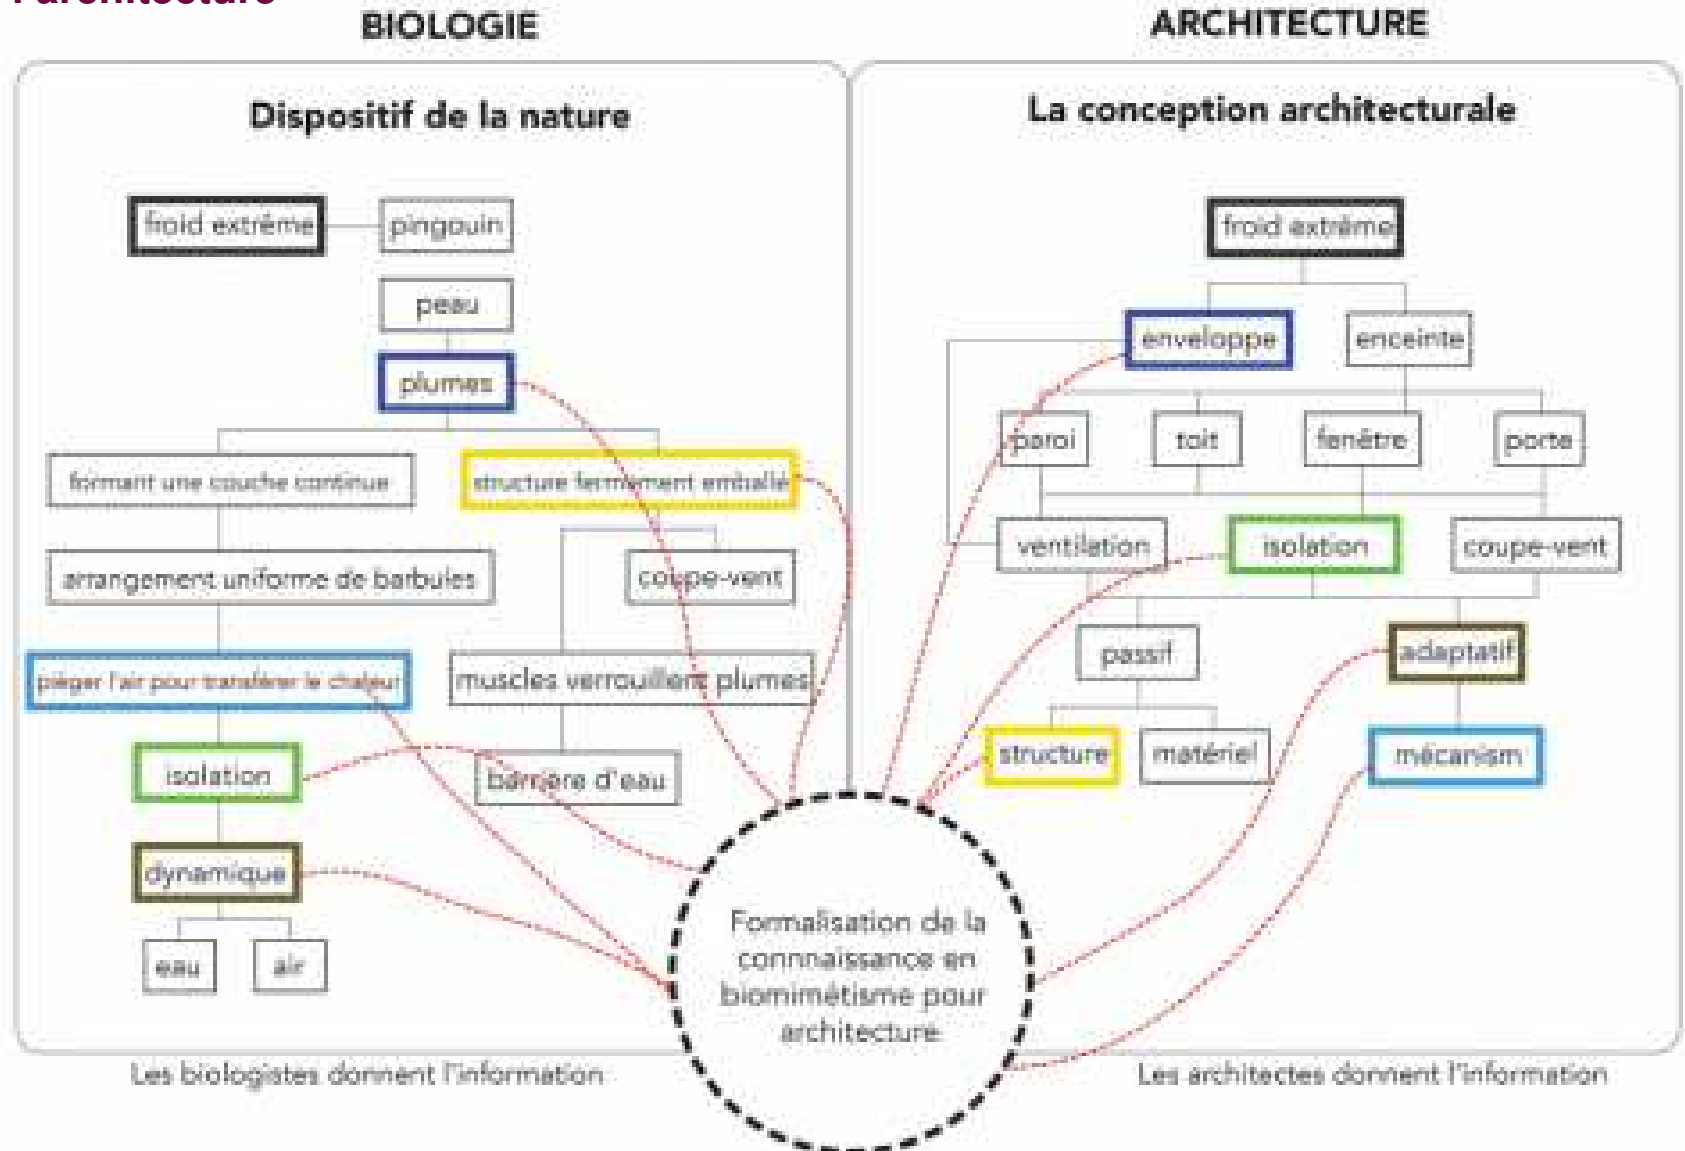 l'architecture
BIOLOGIE
Dispositif de la nature
froid extrême
pingouin
peau
plumes
formant une couche continue
structure fermement emballé
arrangement uniforme de barbules
coupe-vent
piéger l'air pour transférer le chaleur
muscles verrouillent plumes
isolation
barrière d'eau
dynamique
eau
air
Les biologistes donnent l'information
ARCHITECTURE
La conception architecturale
froid extrême
enveloppe
enceinte
paroi
toit
fenêtre
porte
ventilation
isolation
coupe-vent
passif
adaptatif
structure
matériel
mécanism
Les architectes donnent l'information
Formalisation de la
connnaissance en
biomimétisme pour
architecture